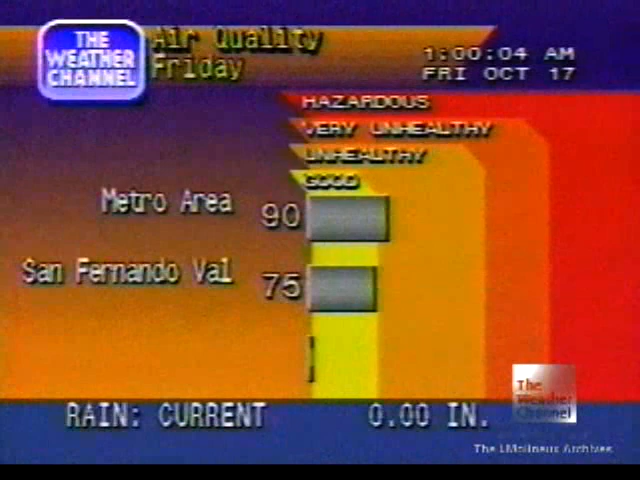 THE
WEATHER
CHANNEL
Air Quality
Friday
1:00:04 AM
FRI OCT 17
HAZARDOUS
VERY UNHEALTHY
UNHEALTHY
GOOD
Metro Area 90
San Fernando Val 75
The
Weather
Channel
RAIN: CURRENT 0.00 IN.
The LMolineux Archives